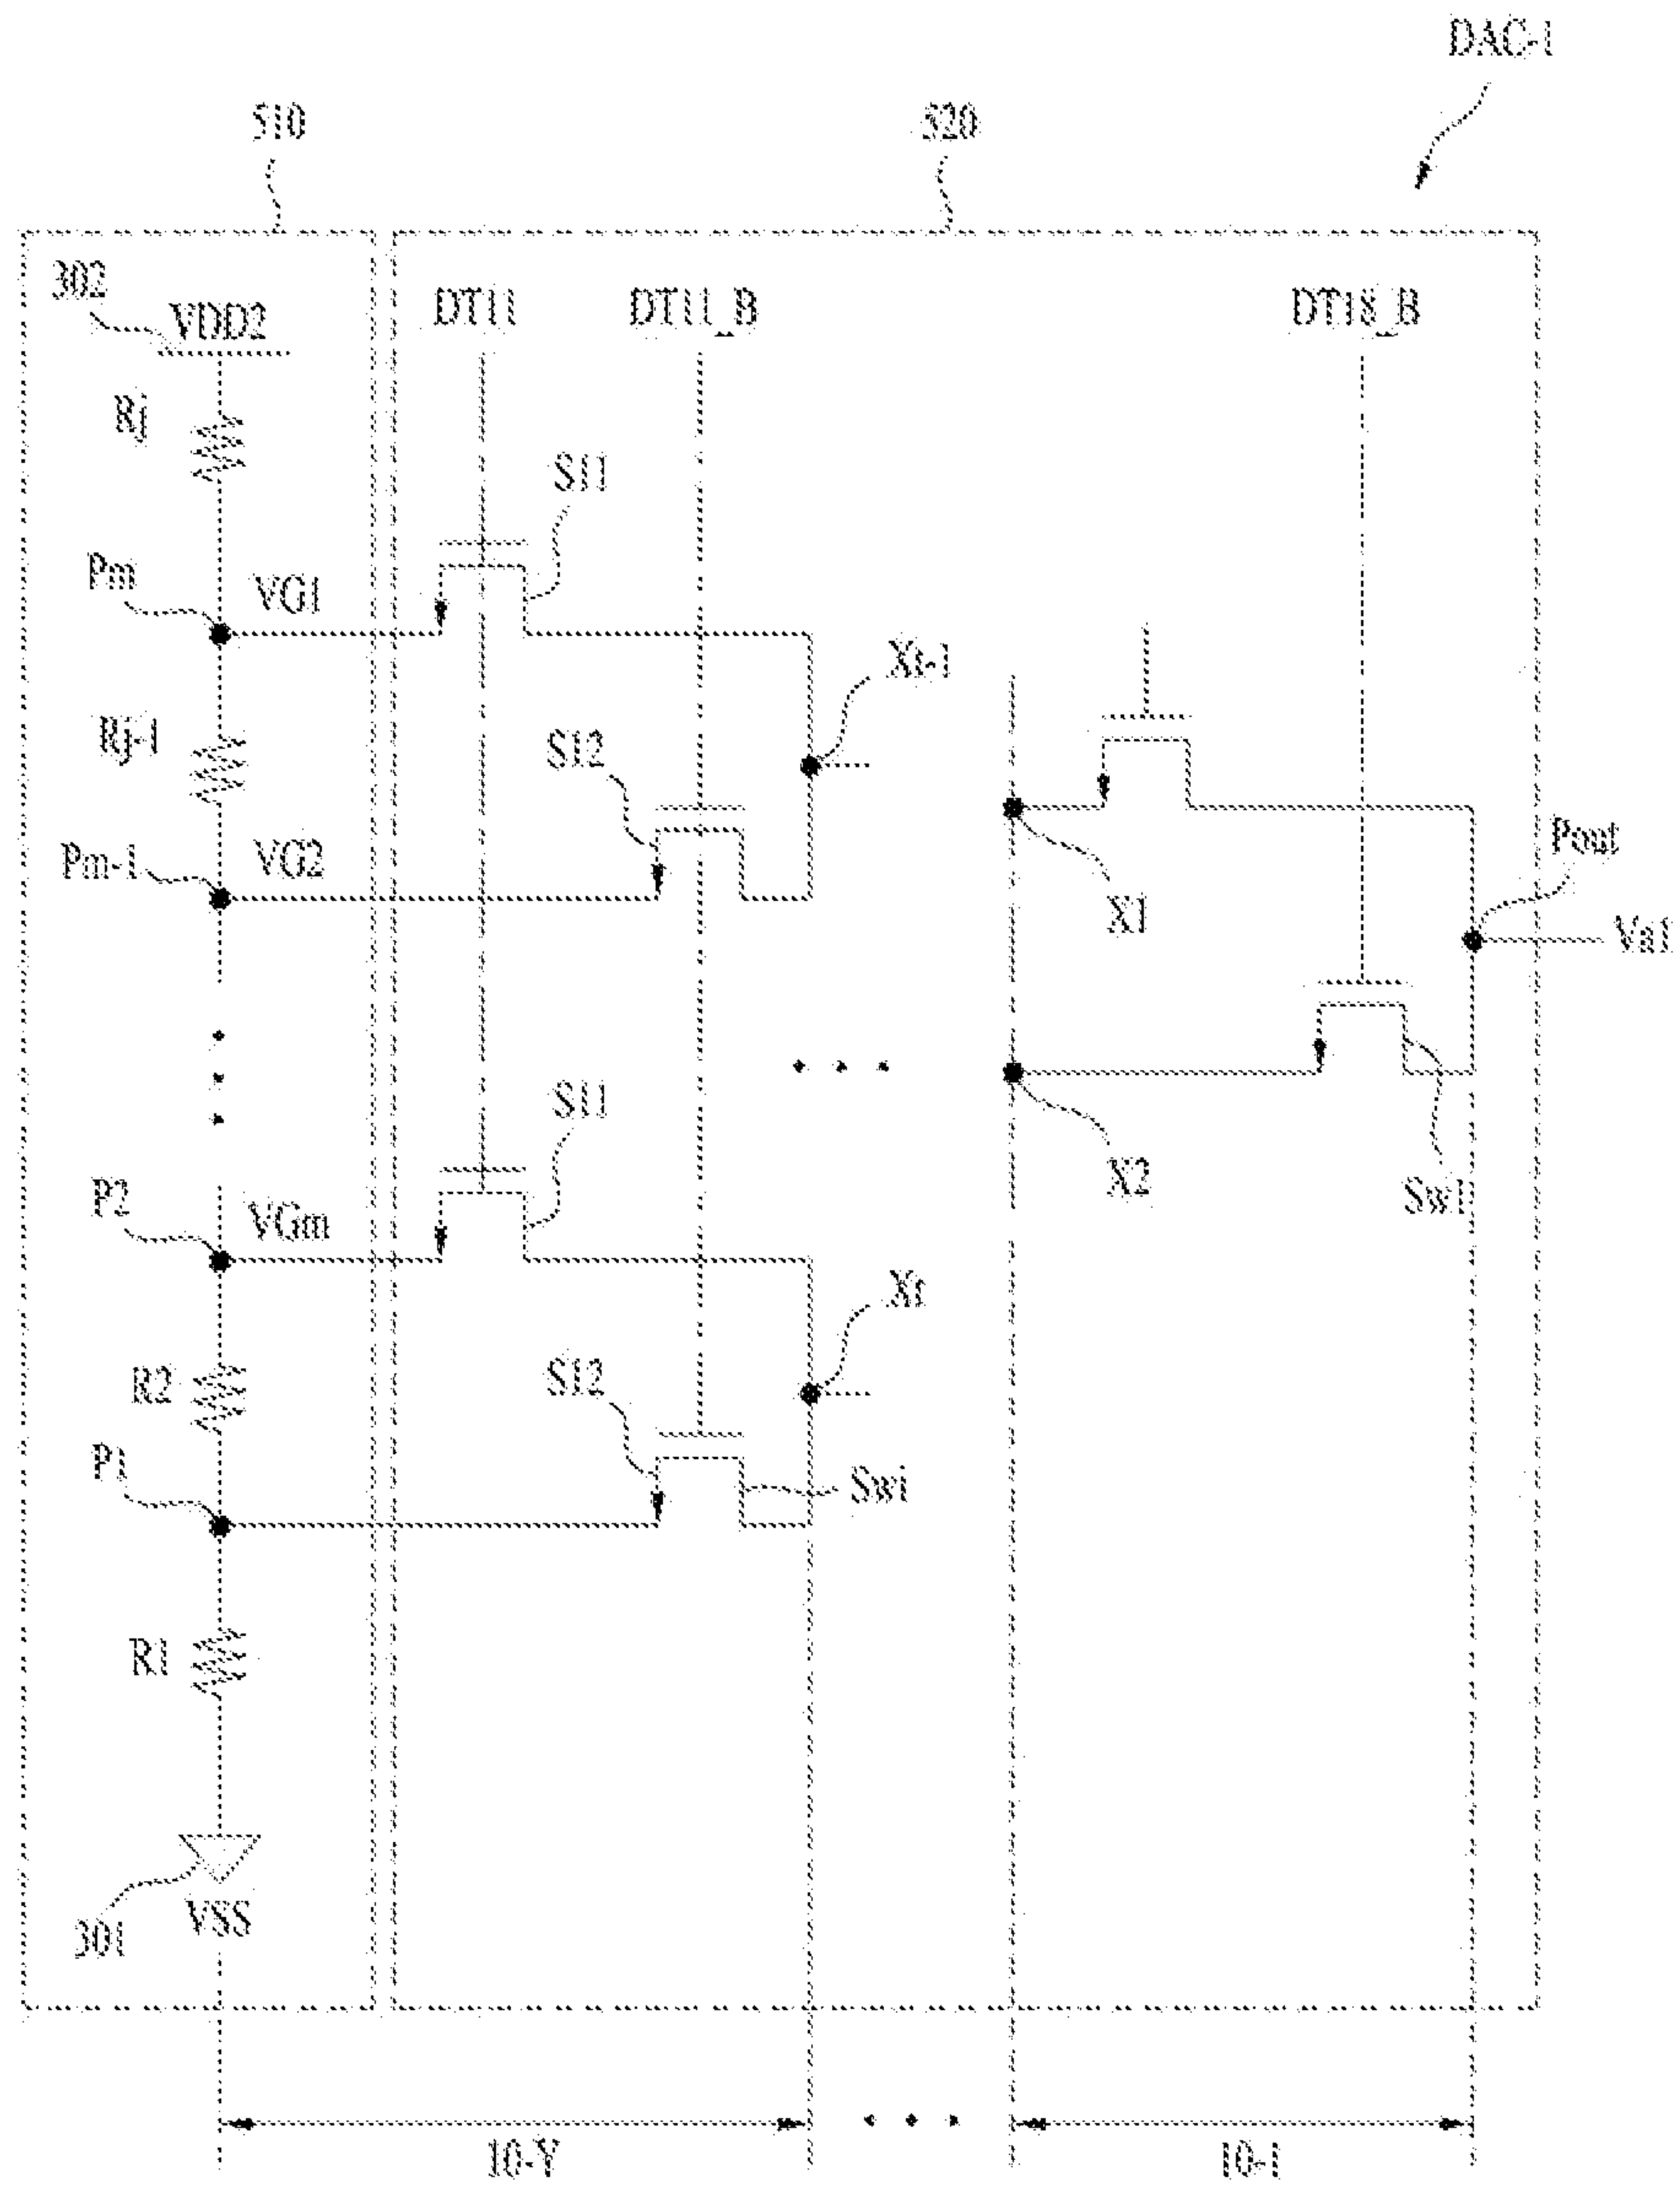 DAC-1
510
520
302
VDD2
DT11
DT11_B
DT18_B
Rj
S11
Pm
VG1
Xt-1
Rj-1
S12
Pm-1
VG2
X1
Pout
Va1
S11
P2
VGm
X2
Sw1
Xt
R2
S12
P1
Swi
R1
301
VSS
10-Y
10-1